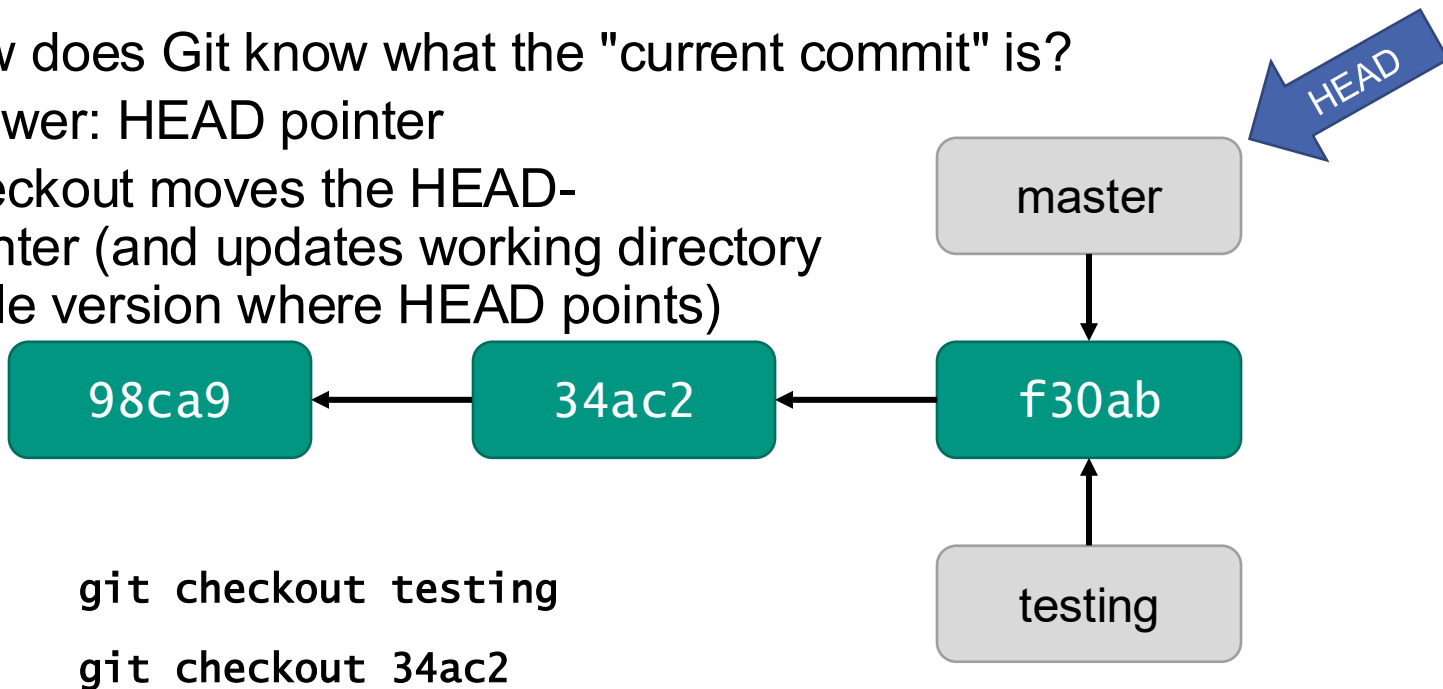 w does Git know what the "current commit" is?
wer: HEAD pointer
eckout moves the HEAD-
nter (and updates working directory
le version where HEAD points)
HEAD
master
98ca9
34ac2
f30ab
testing
git checkout testing
git checkout 34ac2